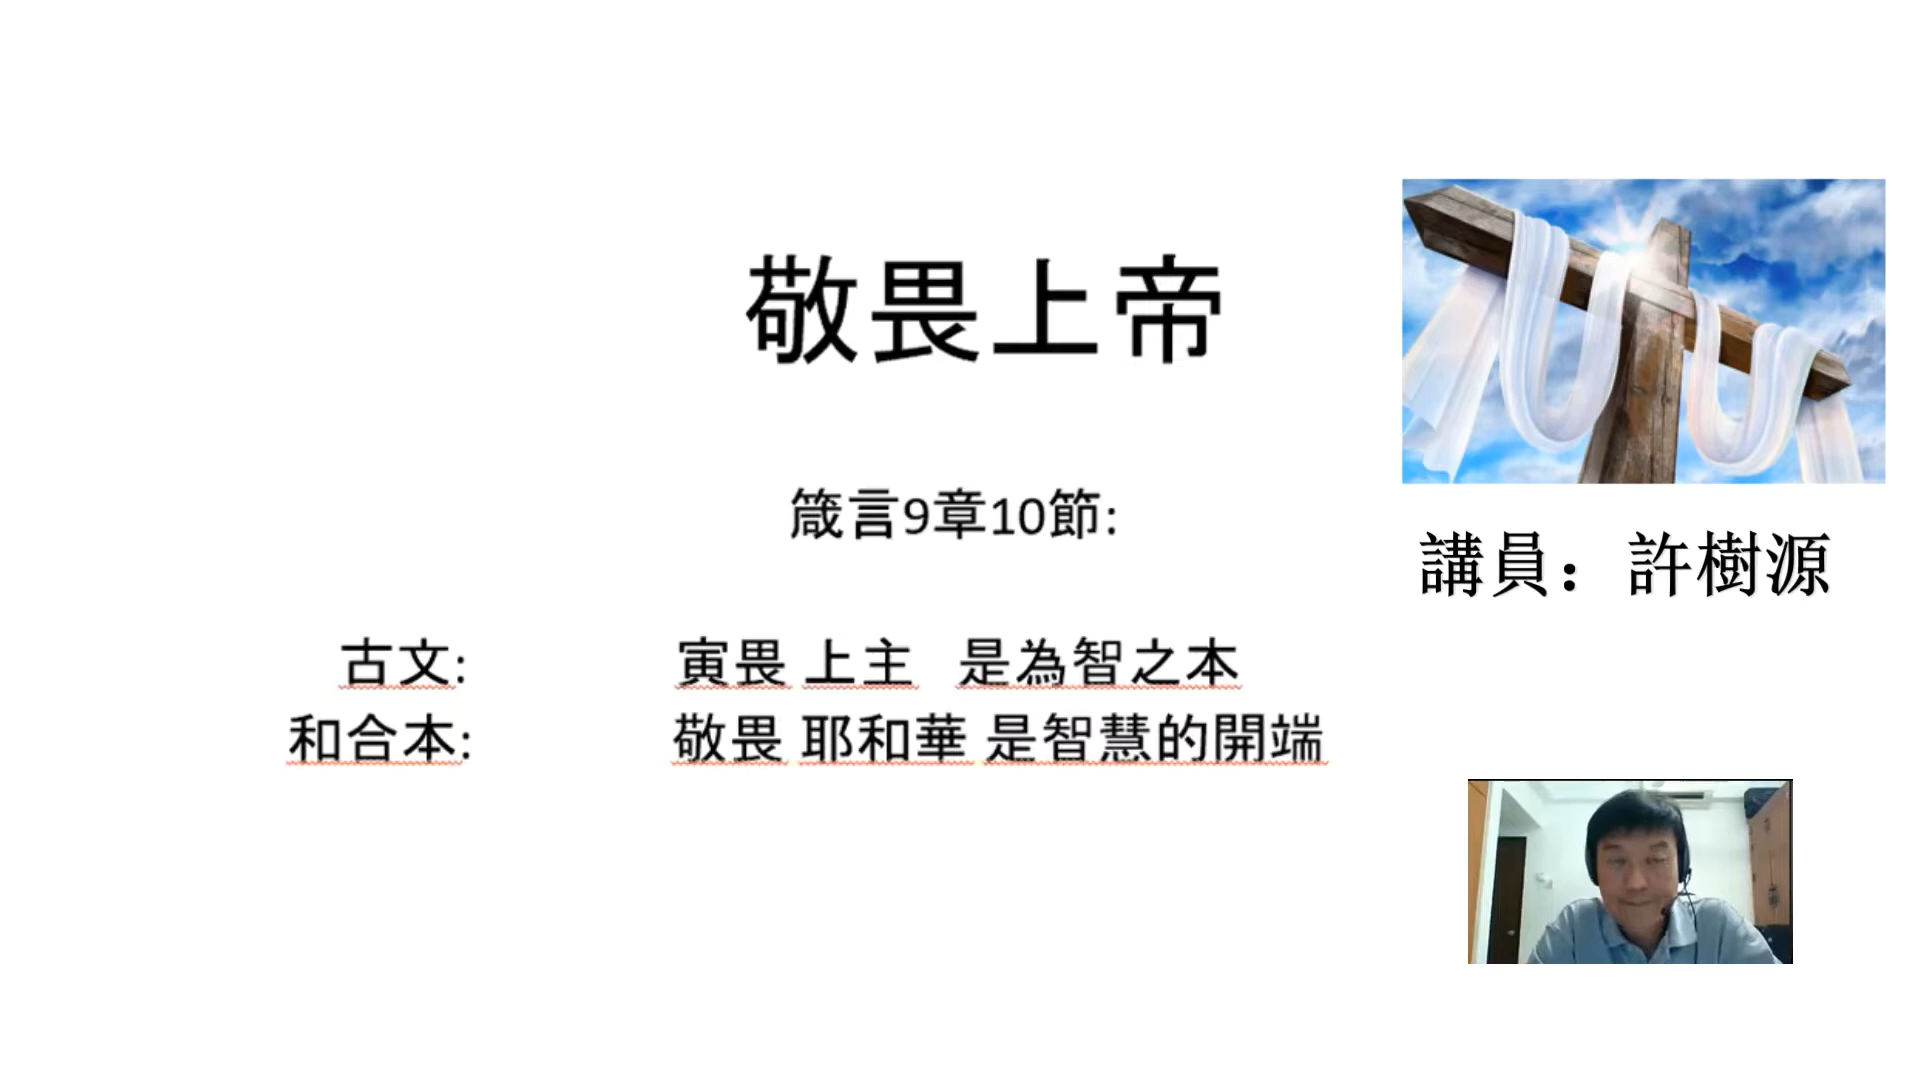 敬畏上帝
箴言9章10節:
講員：許樹源
古文: 寅畏 上主 是為智之本
和合本: 敬畏 耶和華 是智慧的開端